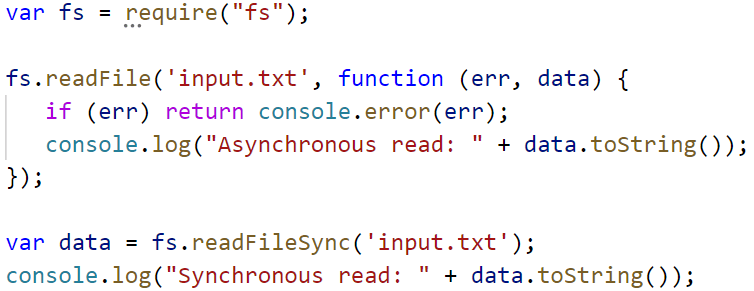 var fs = require("fs");
fs.readFile('input.txt', function (err, data) {
if (err) return console.error(err);
console.log("Asynchronous read: " + data.toString());
});
var data = fs.readFileSync('input.txt');
console.log("Synchronous read: " + data.toString());